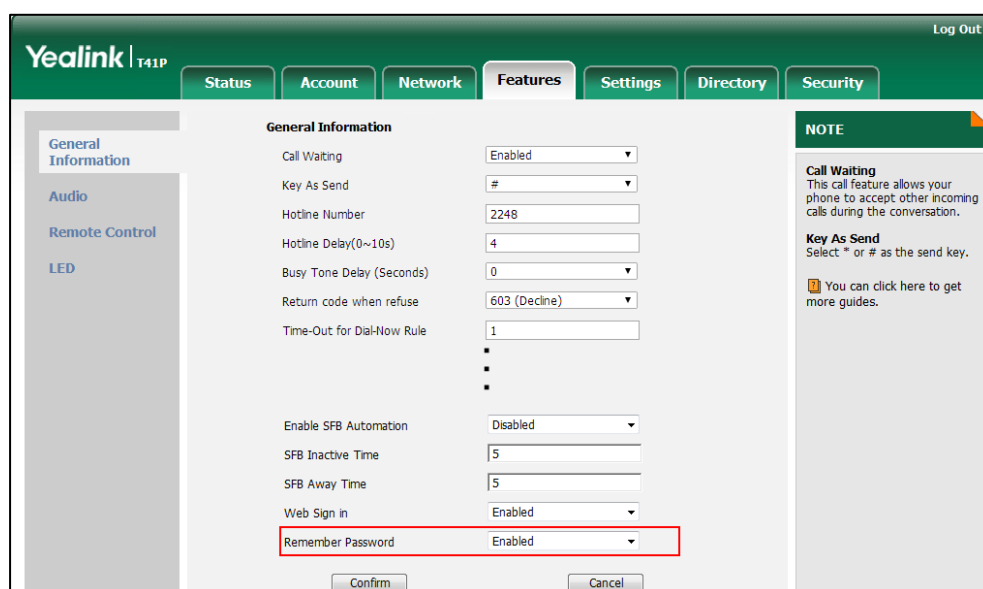 Log Out
Yealink | T41P
Status Account Network Features Settings Directory Security
General
Information
Audio
Remote Control
LED
General Information
Call Waiting Enabled
Key As Send #
Hotline Number 2248
Hotline Delay(0~10s) 4
Busy Tone Delay (Seconds) 0
Return code when refuse 603 (Decline)
Time-Out for Dial-Now Rule 1
Enable SFB Automation Disabled
SFB Inactive Time 5
SFB Away Time 5
Web Sign in Enabled
Remember Password Enabled
Confirm Cancel
NOTE
Call Waiting
This call feature allows your
phone to accept other incoming
calls during the conversation.
Key As Send
Select * or # as the send key.
? You can click here to get
more guides.